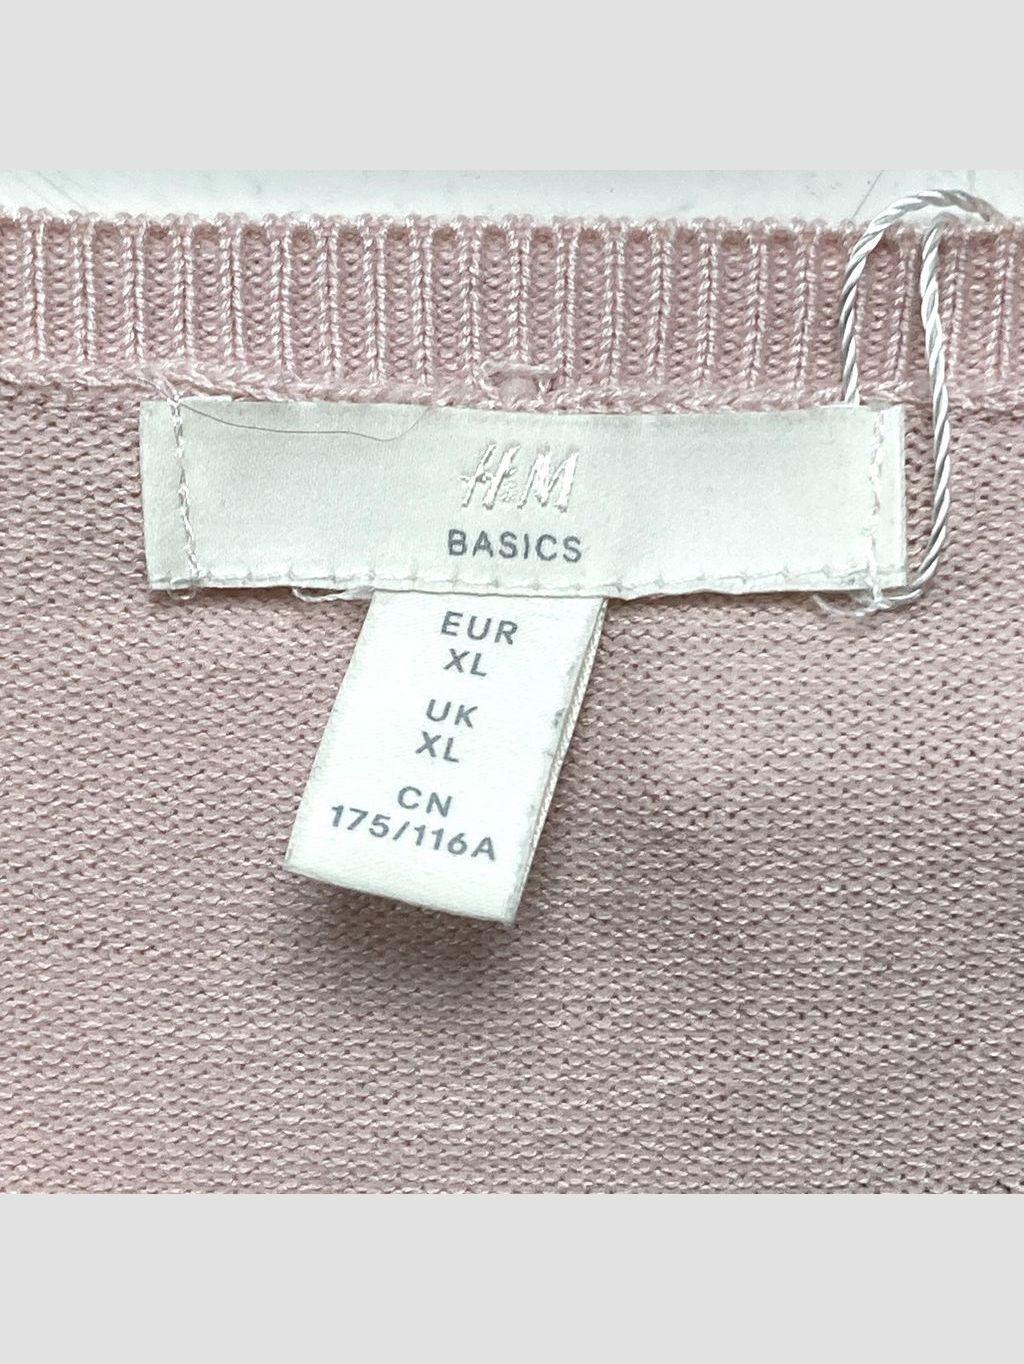 H&M
BASICS
EUR
XL
UK
XL
CN
175/116A